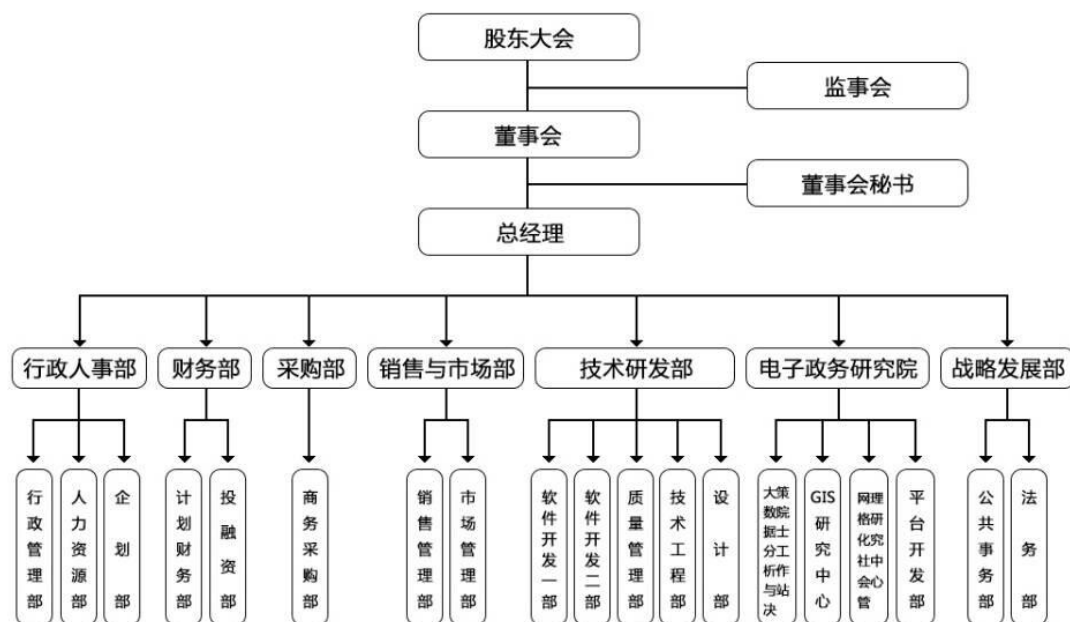 股东大会
监事会
董事会
董事会秘书
总经理
行政人事部
财务部
采购部
销售与市场部
技术研发部
电子政务研究院
战略发展部
行政管理部
人力资源部
企划部
计划财务部
投融资部
商务采购部
销售管理部
市场管理部
软件开发一部
软件开发二部
质量管理部
技术工程部
设计部
大数据分析与决
策院士工作站
GIS研究中心
网格化社会管
理研究中心
平台开发部
公共事务部
法务部